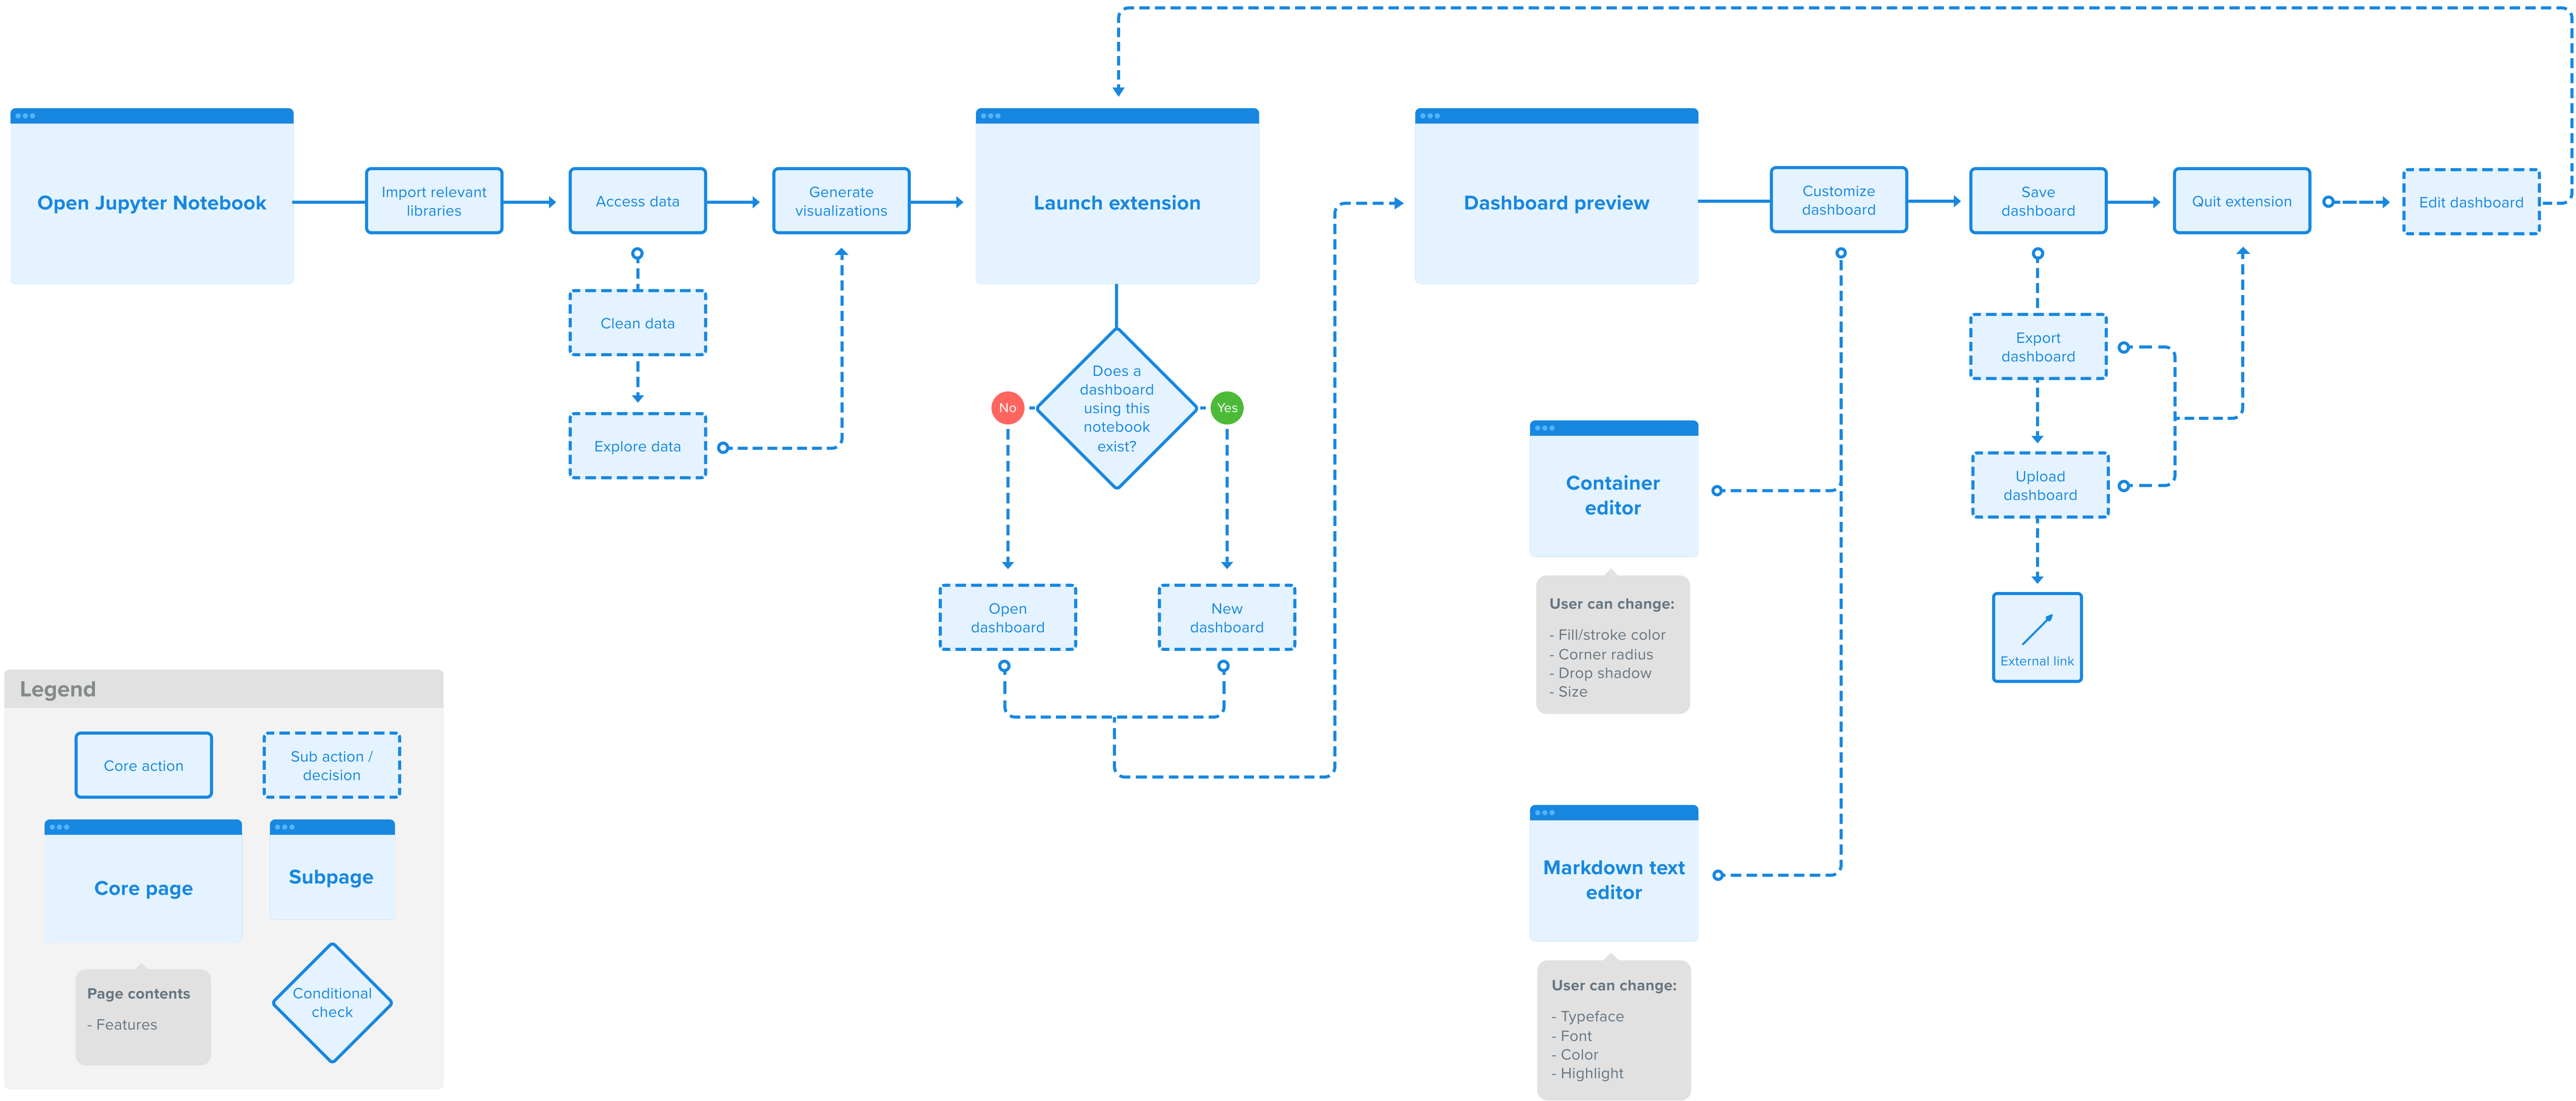 Open Jupyter Notebook
Import relevant
libraries
Access data
Generate
visualizations
Clean data
Explore data
Launch extension
Does a
dashboard
using this
notebook
exist?
No
Yes
Open
dashboard
New
dashboard
Dashboard preview
Customize
dashboard
Save
dashboard
Quit extension
Edit dashboard
Container
editor
User can change:
- Fill/stroke color
- Corner radius
- Drop shadow
- Size
Markdown text
editor
User can change:
- Typeface
- Font
- Color
- Highlight
Export
dashboard
Upload
dashboard
External link
Legend
Core action
Sub action /
decision
Core page
Subpage
Page contents
- Features
Conditional
check